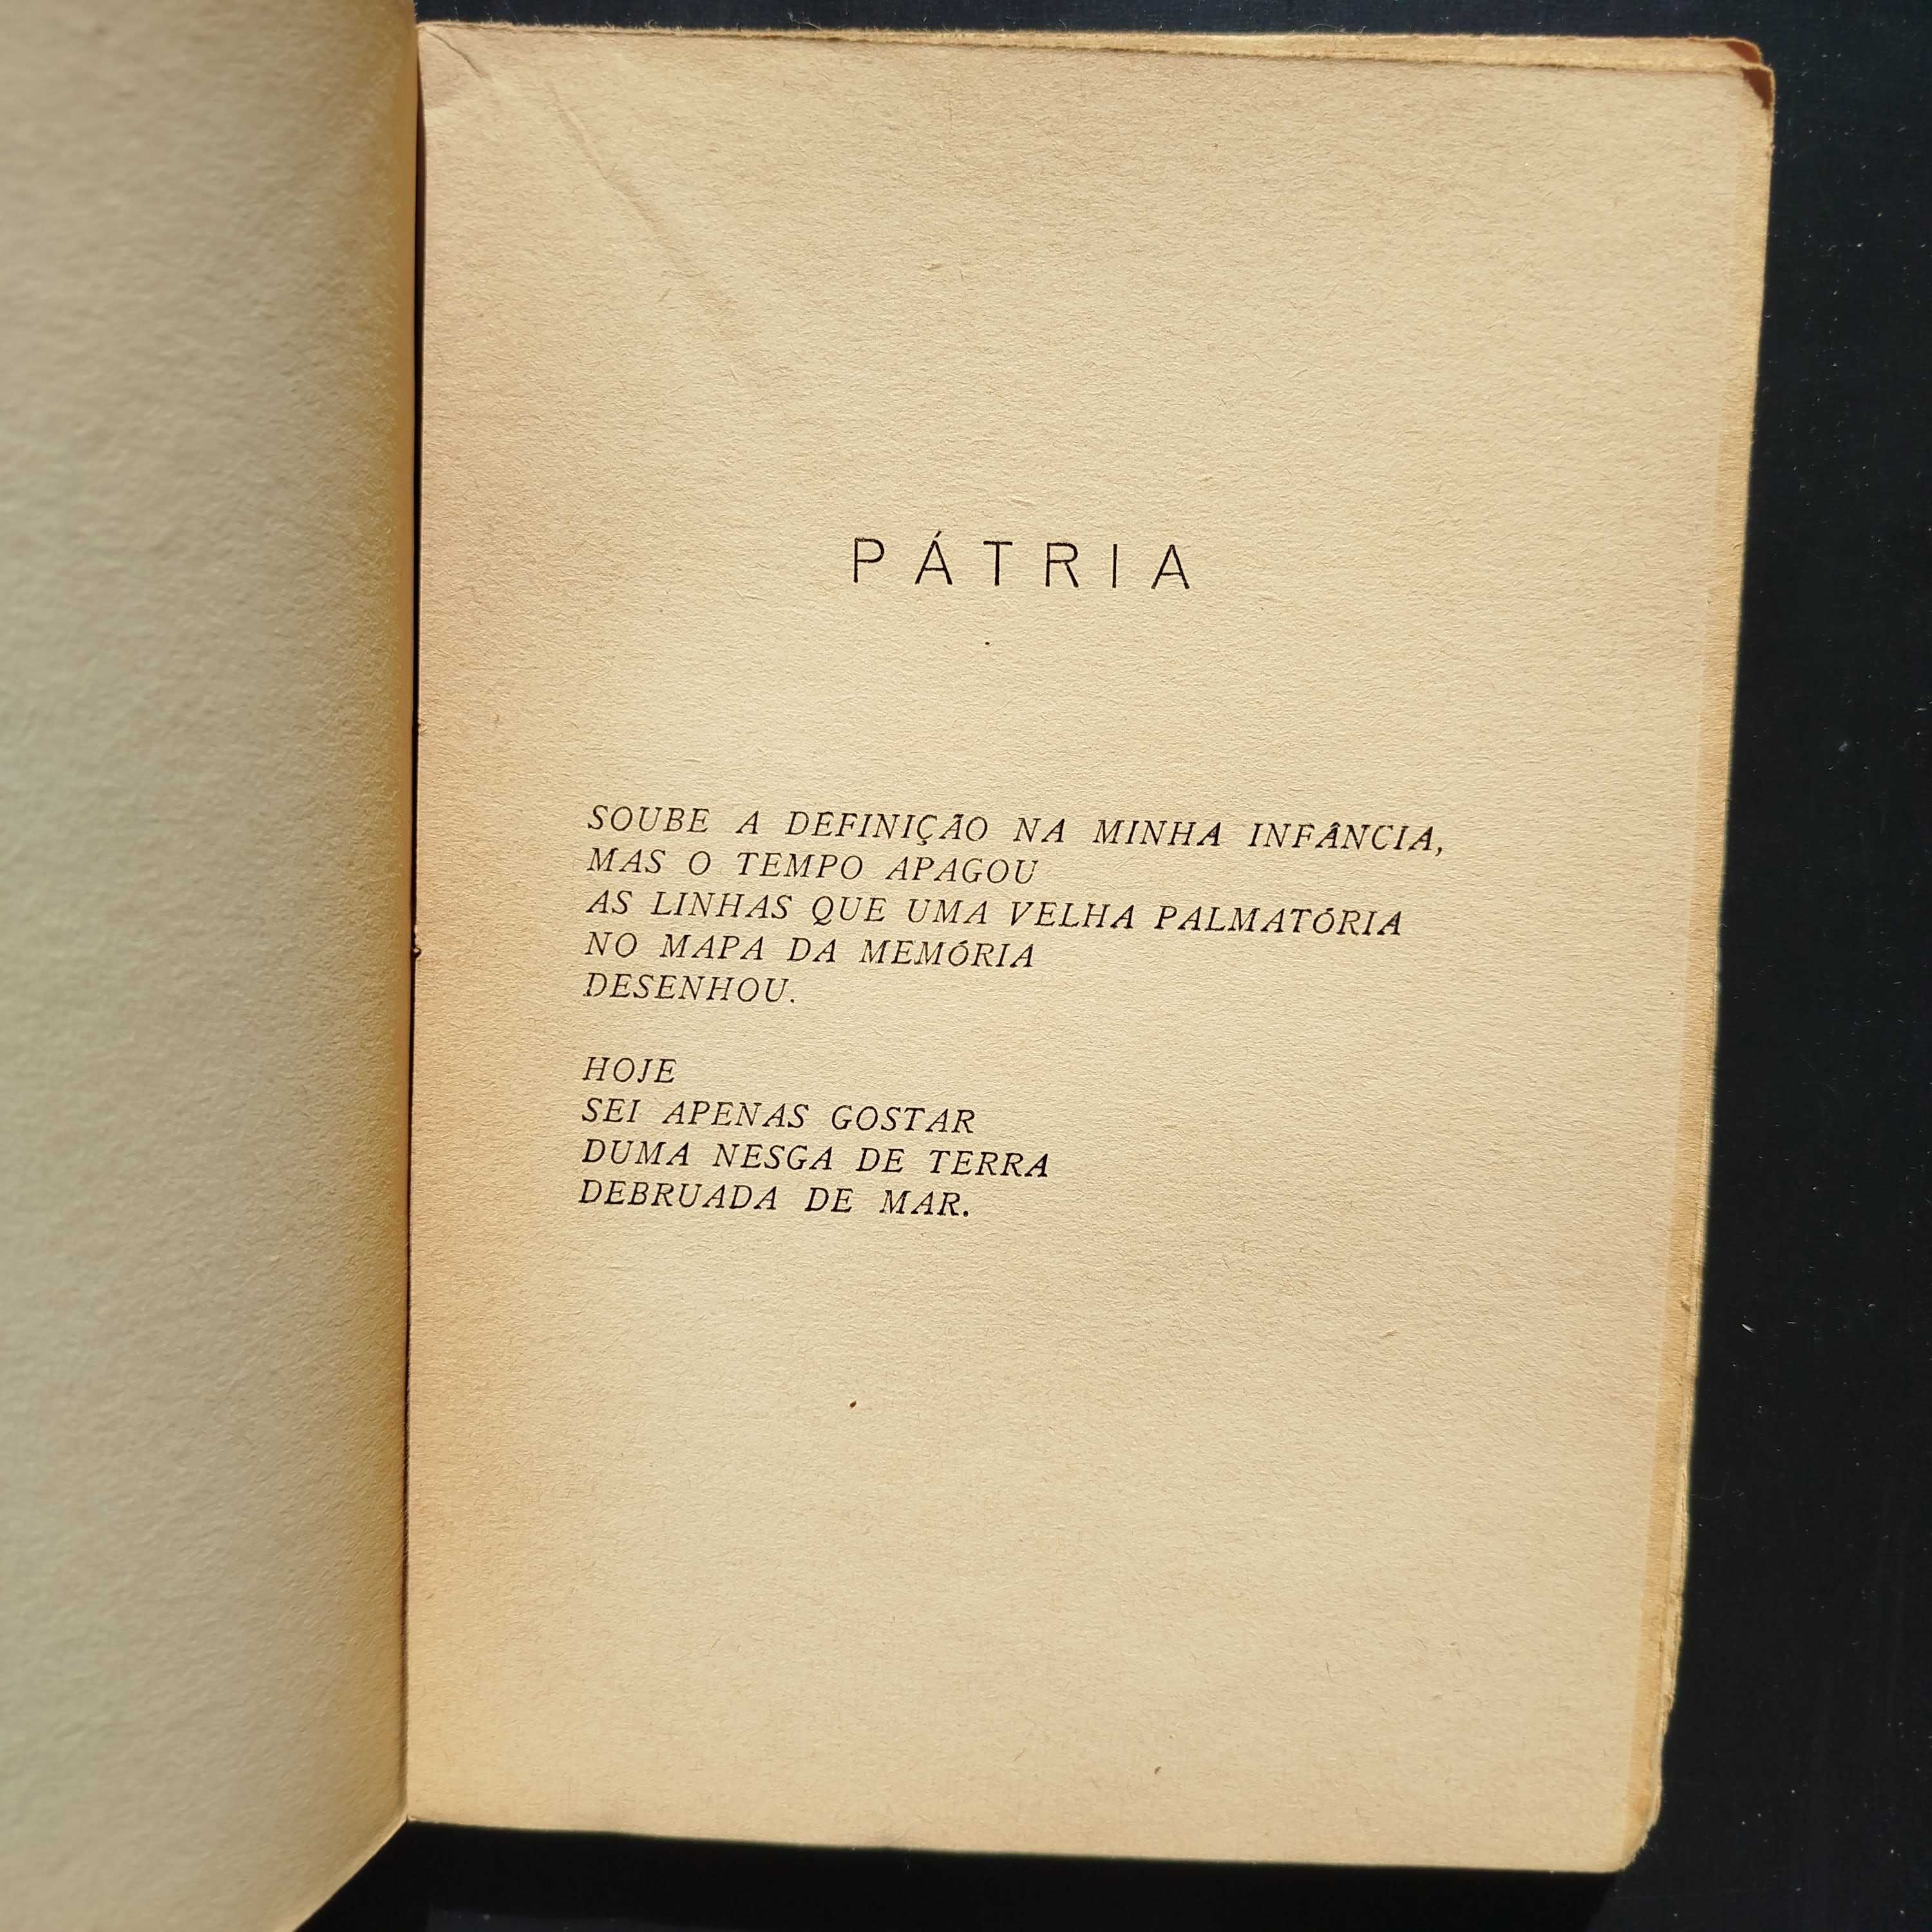 PÁTRIA
SOUBE A DEFINIÇÃO NA MINHA INFÂNCIA,
MAS O TEMPO APAGOU
AS LINHAS QUE UMA VELHA PALMATÓRIA
NO MAPA DA MEMÓRIA
DESENHOU.
HOJE
SEI APENAS GOSTAR
DUMA NESGA DE TERRA
DEBRUADA DE MAR.